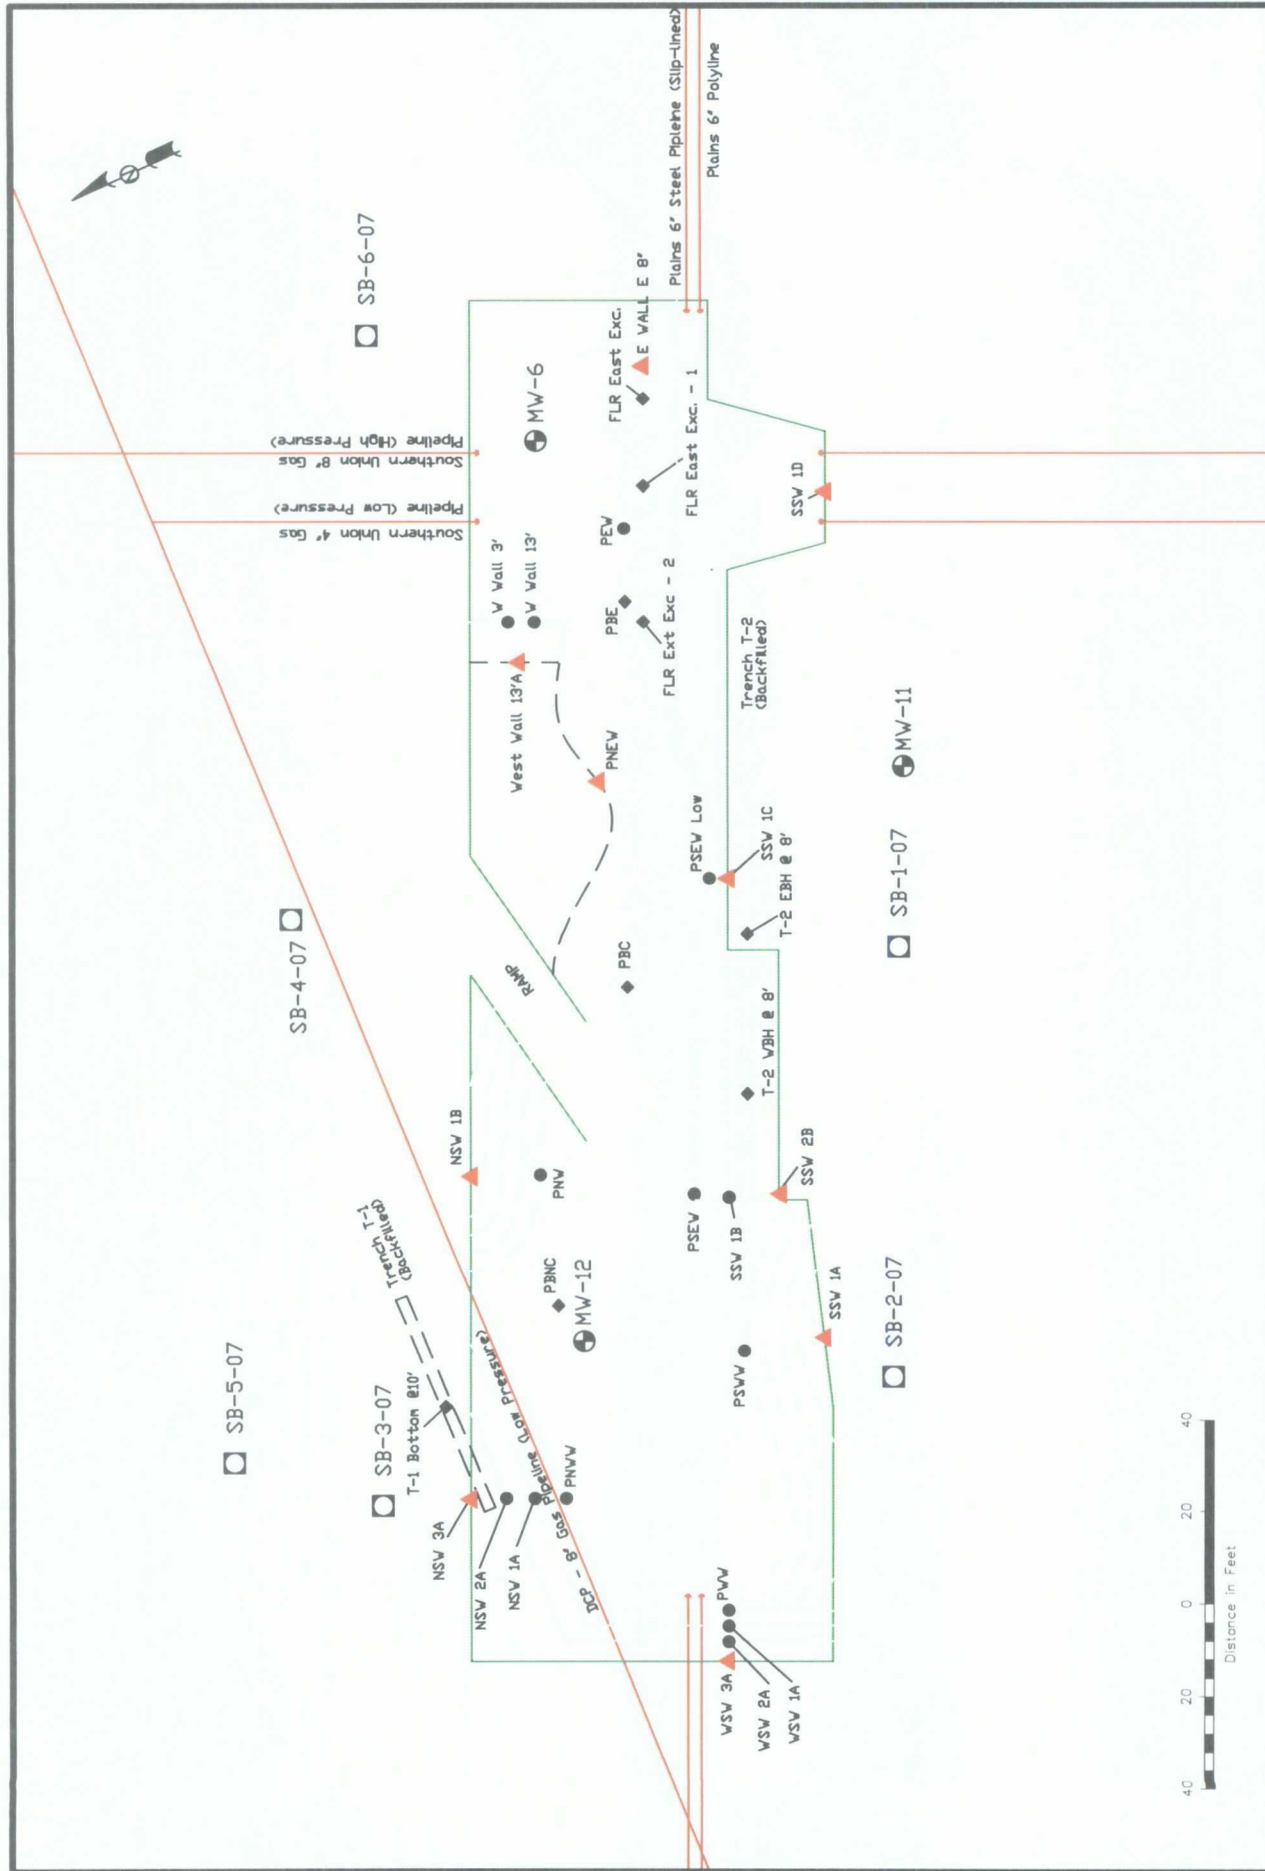 SB-6-07
Plains 6" Steel Pipleine (Slip-lined)
Plains 6" Polyline
Southern Union 8" Gas
Pipeline (High Pressure)
Southern Union 4" Gas
Pipeline (Low Pressure)
MW-6
FLR East Exc.
E WALL E 8'
FLR East Exc. - 1
SSW 1D
PEW
W Wall 3'
W Wall 13'
PBE
FLR Ext Exc - 2
West Wall 13'A
PNEW
Trench T-2
(Backfilled)
MW-11
SB-4-07
RAMP
PSEW Low
SSW 1C
T-2 EBH @ 8'
SB-1-07
PBC
T-2 WBH @ 8'
NSW 1B
PNW
PSEW
SSW 1B
SSW 2B
Trench T-1
(Backfilled)
PBNC
MW-12
SSW 1A
SB-2-07
PSWW
SB-5-07
SB-3-07
T-1 Bottom @10'
NSW 3A
NSW 2A
NSW 1A
PNWW
DCP - 8" Gas Pipeline (Low Pressure)
PWW
WSW 3A
WSW 2A
WSW 1A
N
40 20 0 20 40
Distance in Feet